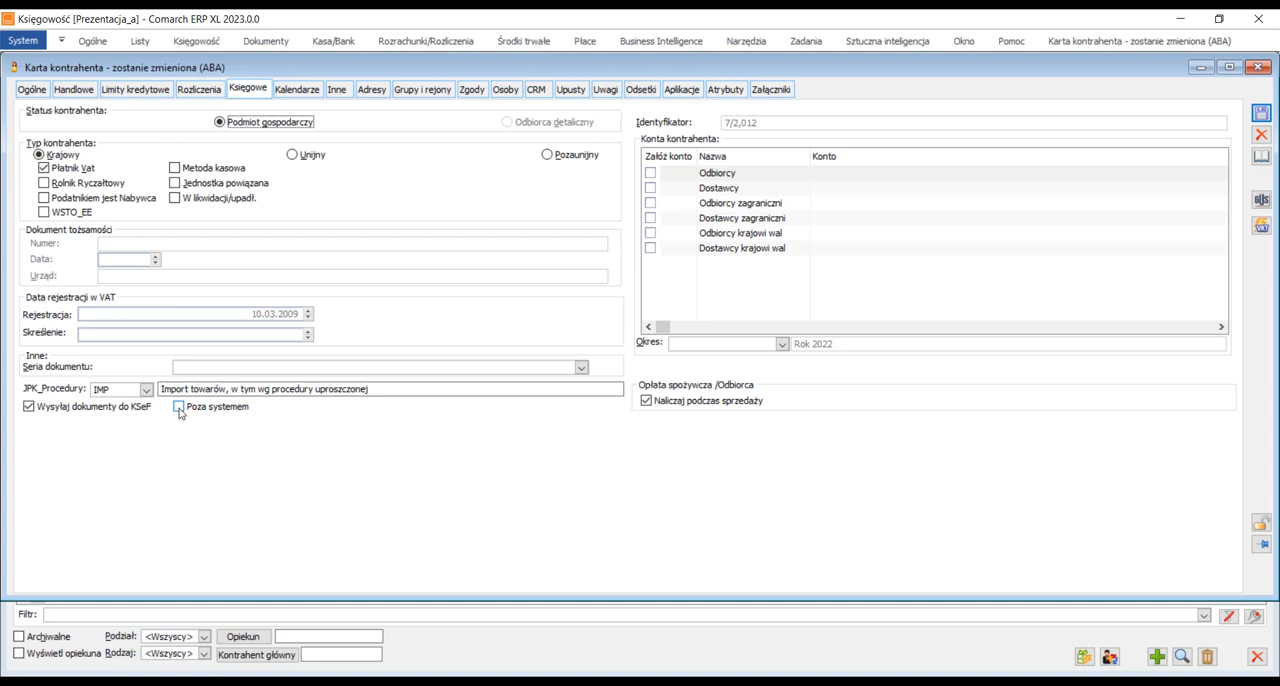 Księgowość [Prezentacja_a] - Comarch ERP XL 2023.0.0
System Ogólne Listy Księgowość Dokumenty Kasa/Bank Rozrachunki/Rozliczenia Środki trwałe Płace Business Intelligence Narzędzia Zadania Sztuczna inteligencja Okno Pomoc Karta kontrahenta - zostanie zmieniona (ABA)
Karta kontrahenta - zostanie zmieniona (ABA)
Ogólne Handlowe Limity kredytowe Rozliczenia Księgowe Kalendarze Inne Adresy Grupy i rejony Zgody Osoby CRM Upusty Uwagi Odsetki Aplikacje Atrybuty Załączniki
Status kontrahenta:
Podmiot gospodarczy Odbiorca detaliczny
Typ kontrahenta:
Krajowy Unijny Pozaunijny
Płatnik Vat Metoda kasowa
Rolnik Ryczałtowy Jednostka powiązana
Podatnikiem jest Nabywca W likwidacji/upadł.
WSTO_EE
Dokument tożsamości
Numer:
Data:
Urząd:
Data rejestracji w VAT
Rejestracja: 10.03.2009
Skreślenie:
Inne:
Seria dokumentu:
JPK_Procedury: IMP Import towarów, w tym wg procedury uproszczonej
Wysyłaj dokumenty do KSeF Poza systemem
Identyfikator: 7/2,012
Konta kontrahenta:
Załóż konto Nazwa Konto
Odbiorcy
Dostawcy
Odbiorcy zagraniczni
Dostawcy zagraniczni
Odbiorcy krajowi wal
Dostawcy krajowi wal
Okres: Rok 2022
Opłata spożywcza /Odbiorca
Naliczaj podczas sprzedaży
GUS
VAT
Filtr:
Archiwalne Podział: <Wszyscy> Opiekun
Wyświetl opiekuna Rodzaj: <Wszyscy> Kontrahent główny